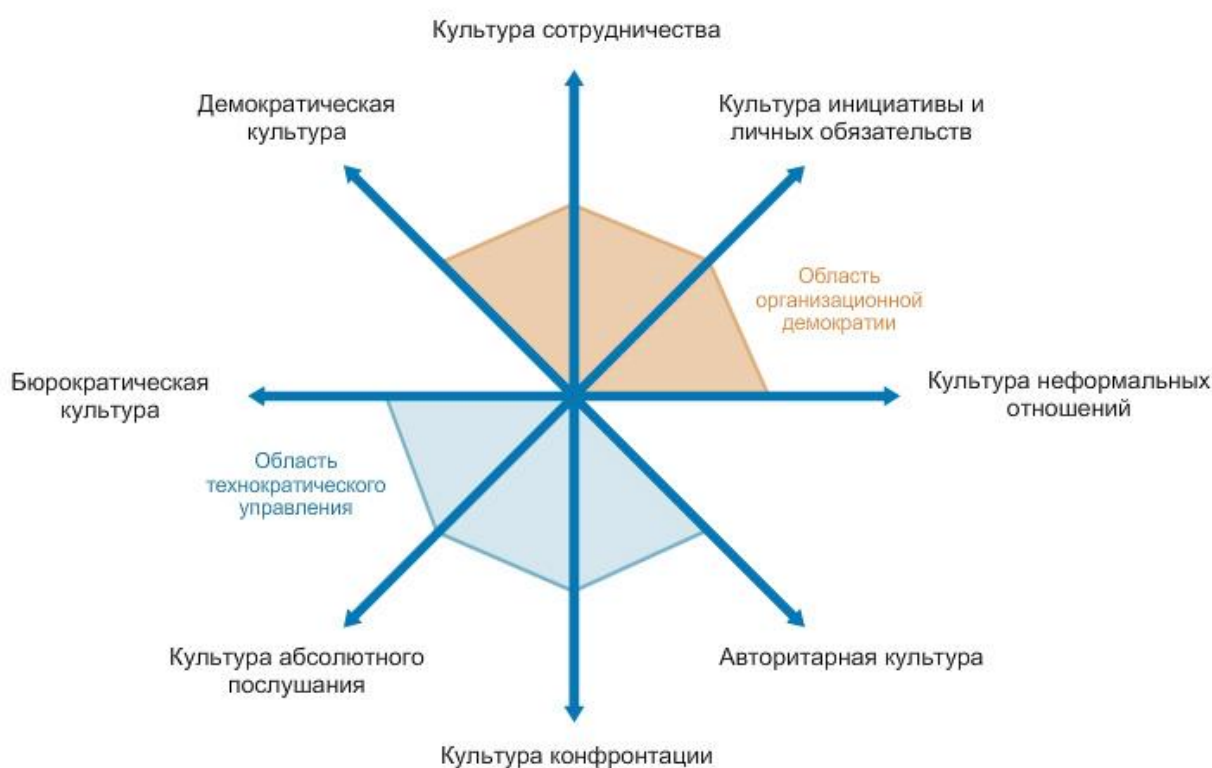 Культура сотрудничества
Демократическая
культура
Культура инициативы и
личных обязательств
Область
организационной
демократии
Бюрократическая
культура
Культура неформальных
отношений
Область
технократического
управления
Культура абсолютного
послушания
Авторитарная культура
Культура конфронтации